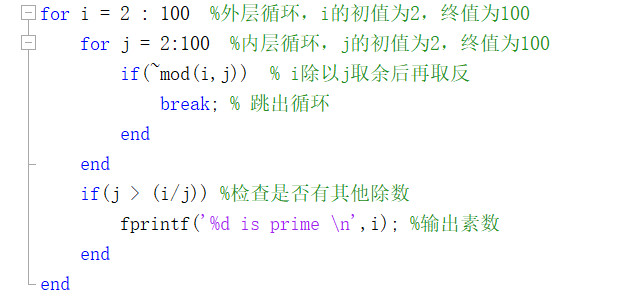 for i = 2 : 100  %外层循环，i的初值为2，终值为100
    for j = 2:100  %内层循环，j的初值为2，终值为100
        if(~mod(i,j))  % i除以j取余后再取反
            break; % 跳出循环
        end
    end
    if(j > (i/j)) %检查是否有其他除数
        fprintf('%d is prime \n',i); %输出素数
    end
end